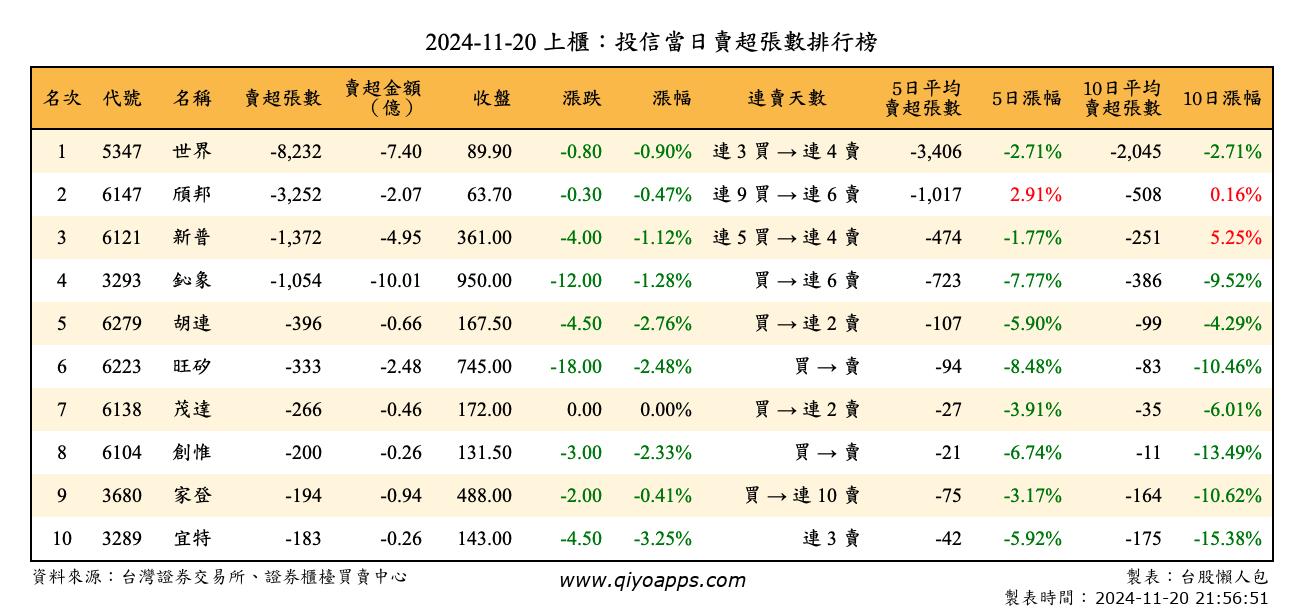 2024-11-20 上櫃：投信當日賣超張數排行榜
名次 代號 名稱 賣超張數 賣超金額（億） 收盤 漲跌 漲幅 連賣天數 5日平均賣超張數 5日漲幅 10日平均賣超張數 10日漲幅
1 5347 世界 -8,232 -7.40 89.90 -0.80 -0.90% 連 3 買 → 連 4 賣 -3,406 -2.71% -2,045 -2.71%
2 6147 頎邦 -3,252 -2.07 63.70 -0.30 -0.47% 連 9 買 → 連 6 賣 -1,017 2.91% -508 0.16%
3 6121 新普 -1,372 -4.95 361.00 -4.00 -1.12% 連 5 買 → 連 4 賣 -474 -1.77% -251 5.25%
4 3293 鈊象 -1,054 -10.01 950.00 -12.00 -1.28% 買 → 連 6 賣 -723 -7.77% -386 -9.52%
5 6279 胡連 -396 -0.66 167.50 -4.50 -2.76% 買 → 連 2 賣 -107 -5.90% -99 -4.29%
6 6223 旺矽 -333 -2.48 745.00 -18.00 -2.48% 買 → 賣 -94 -8.48% -83 -10.46%
7 6138 茂達 -266 -0.46 172.00 0.00 0.00% 買 → 連 2 賣 -27 -3.91% -35 -6.01%
8 6104 創惟 -200 -0.26 131.50 -3.00 -2.33% 買 → 賣 -21 -6.74% -11 -13.49%
9 3680 家登 -194 -0.94 488.00 -2.00 -0.41% 買 → 連 10 賣 -75 -3.17% -164 -10.62%
10 3289 宜特 -183 -0.26 143.00 -4.50 -3.25% 連 3 賣 -42 -5.92% -175 -15.38%
資料來源：台灣證券交易所、證券櫃檯買賣中心 www.qiyoapps.com 製表：台股懶人包
製表時間：2024-11-20 21:56:51